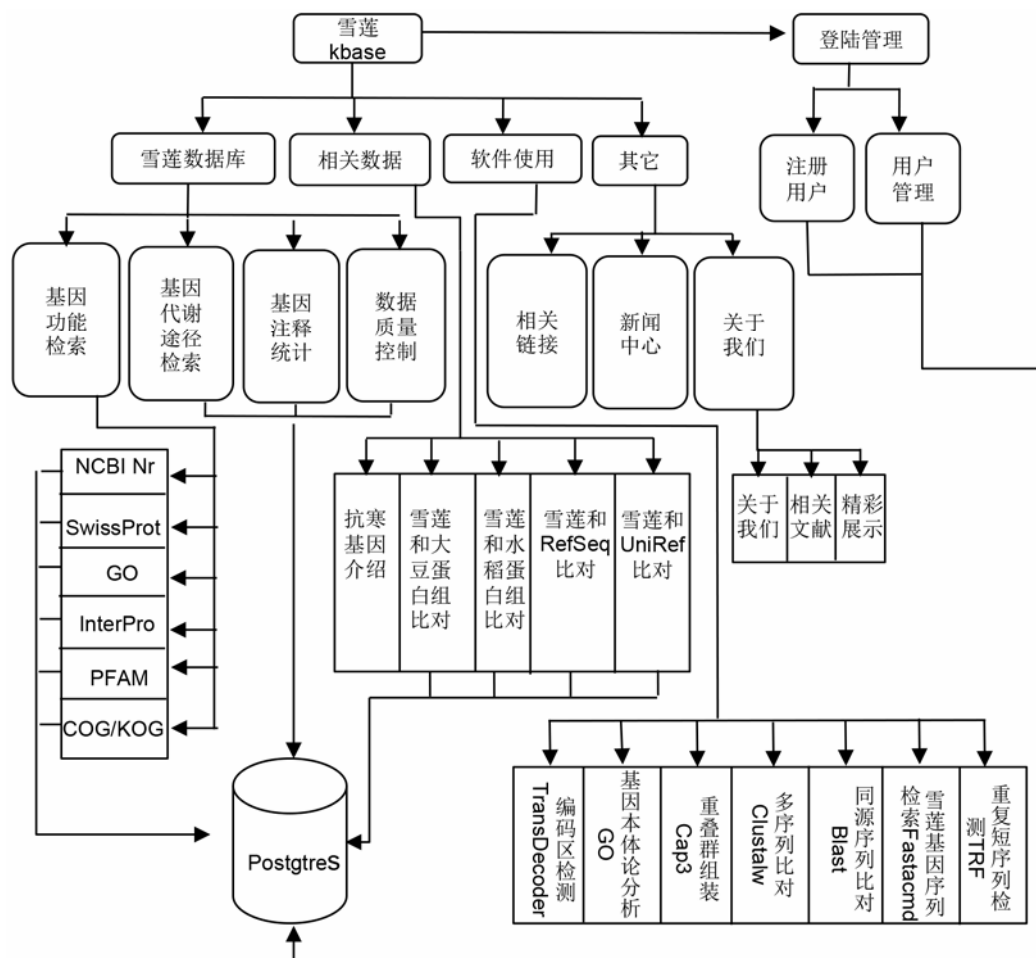 雪莲
kbase
登陆管理
雪莲数据库
相关数据
软件使用
其它
注册
用户
用户
管理
基因
功能
检索
基因
代谢
途径
检索
基因
注释
统计
数据
质量
控制
相关
链接
新闻
中心
关于
我们
NCBI Nr
SwissProt
GO
InterPro
PFAM
COG/KOG
抗寒
基因
介绍
雪莲
和大
豆蛋
白组
比对
雪莲
和水
稻蛋
白组
比对
雪莲和
RefSeq
比对
雪莲和
UniRef
比对
关于
我们
相关
文献
精彩
展示
PostgtreS
编码区检测
TransDecoder
基因本体论分析
GO
重叠群组装
Cap3
多序列比对
Clustalw
同源序列比对
Blast
雪莲基因序列
检索Fastacmd
重复短序列检
测TRF